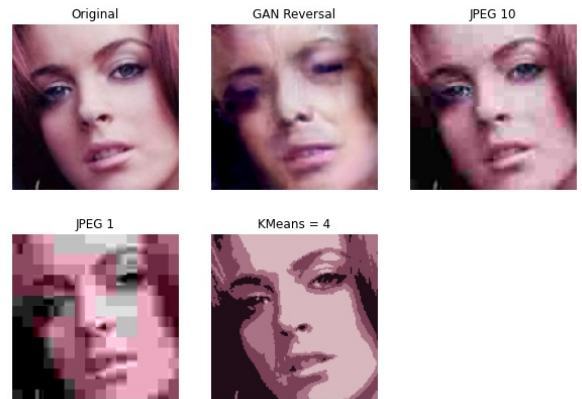 Original
GAN Reversal
JPEG 10
JPEG 1
KMeans = 4